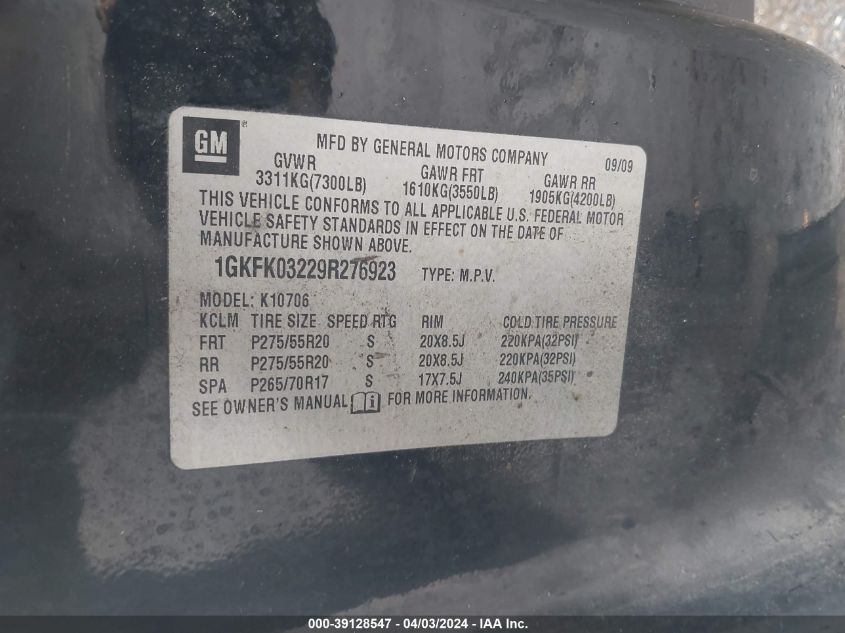 GM ®
MFD BY GENERAL MOTORS COMPANY 09/09
GVWR GAWR FRT GAWR RR
3311KG(7300LB) 1610KG(3550LB) 1905KG(4200LB)
THIS VEHICLE CONFORMS TO ALL APPLICABLE U.S. FEDERAL MOTOR
VEHICLE SAFETY STANDARDS IN EFFECT ON THE DATE OF
MANUFACTURE SHOWN ABOVE.
1GKFK03229R276923 TYPE: M.P.V.
MODEL: K10706
KCLM TIRE SIZE SPEED RTG RIM COLD TIRE PRESSURE
FRT P275/55R20 S 20X8.5J 220KPA(32PSI)
RR P275/55R20 S 20X8.5J 220KPA(32PSI)
SPA P265/70R17 S 17X7.5J 240KPA(35PSI)
SEE OWNER'S MANUAL i FOR MORE INFORMATION.
000-39128547 - 04/03/2024 - IAA Inc.